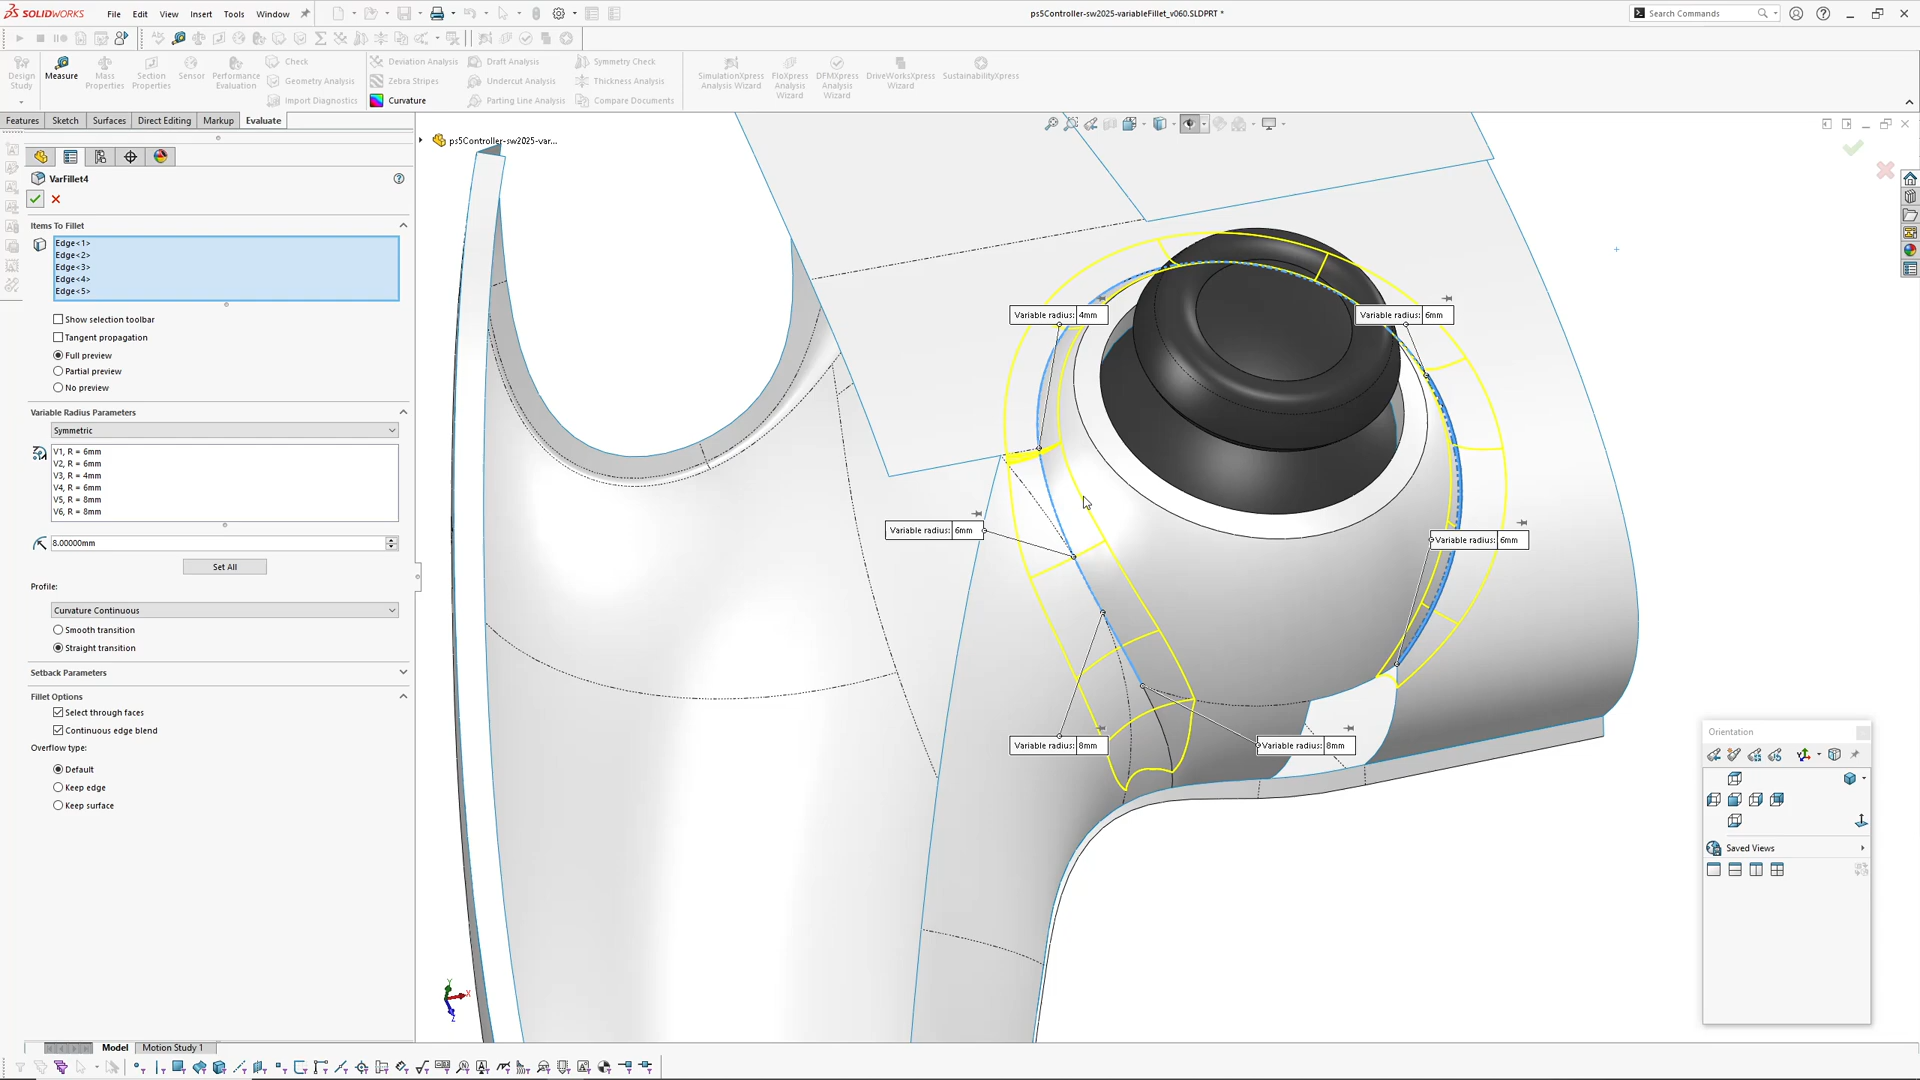 SOLIDWORKS File Edit View Insert Tools Window
ps5Controller-sw2025-variableFillet_v060.SLDPRT *
Search Commands
Design Study
Measure
Mass Properties
Section Properties
Sensor
Performance Evaluation
Check
Geometry Analysis
Import Diagnostics
Deviation Analysis
Zebra Stripes
Curvature
Draft Analysis
Undercut Analysis
Parting Line Analysis
Symmetry Check
Thickness Analysis
Compare Documents
SimulationXpress Analysis Wizard
FloXpress Analysis Wizard
DFMXpress Analysis Wizard
DriveWorksXpress Wizard
SustainabilityXpress
Features Sketch Surfaces Direct Editing Markup Evaluate
ps5Controller-sw2025-var...
VarFillet4
Items To Fillet
Edge<1>
Edge<2>
Edge<3>
Edge<4>
Edge<5>
Show selection toolbar
Tangent propagation
Full preview
Partial preview
No preview
Variable Radius Parameters
Symmetric
V1, R = 6mm
V2, R = 6mm
V3, R = 4mm
V4, R = 6mm
V5, R = 8mm
V6, R = 8mm
8.00000mm
Set All
Profile:
Curvature Continuous
Smooth transition
Straight transition
Setback Parameters
Fillet Options
Select through faces
Continuous edge blend
Overflow type:
Default
Keep edge
Keep surface
Variable radius: 4mm
Variable radius: 6mm
Variable radius: 6mm
Variable radius: 6mm
Variable radius: 8mm
Variable radius: 8mm
Orientation
Saved Views
Y
X
Z
Model Motion Study 1